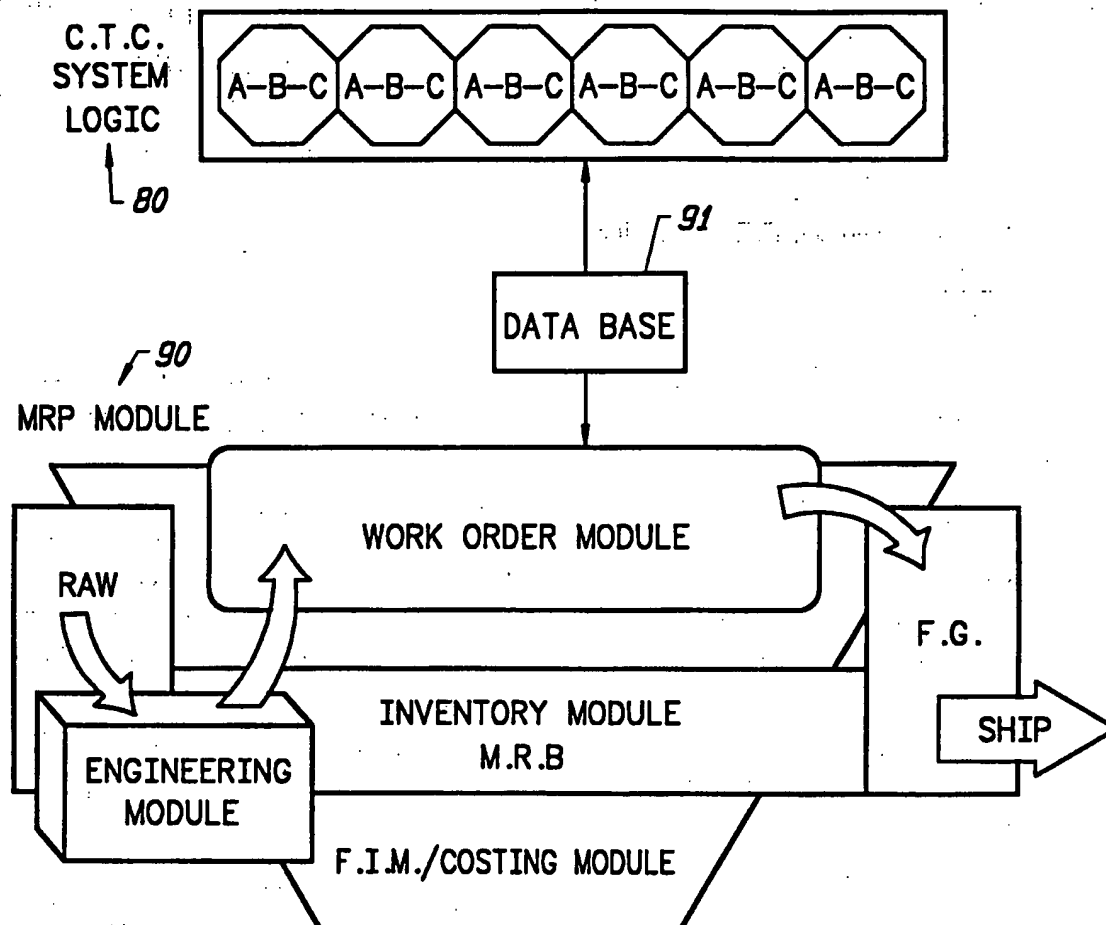 C.T.C.
SYSTEM
LOGIC
80
A-B-C A-B-C A-B-C A-B-C A-B-C A-B-C
91
DATA BASE
90
MRP MODULE
WORK ORDER MODULE
RAW
F.G.
INVENTORY MODULE
M.R.B
SHIP
ENGINEERING
MODULE
F.I.M./COSTING MODULE